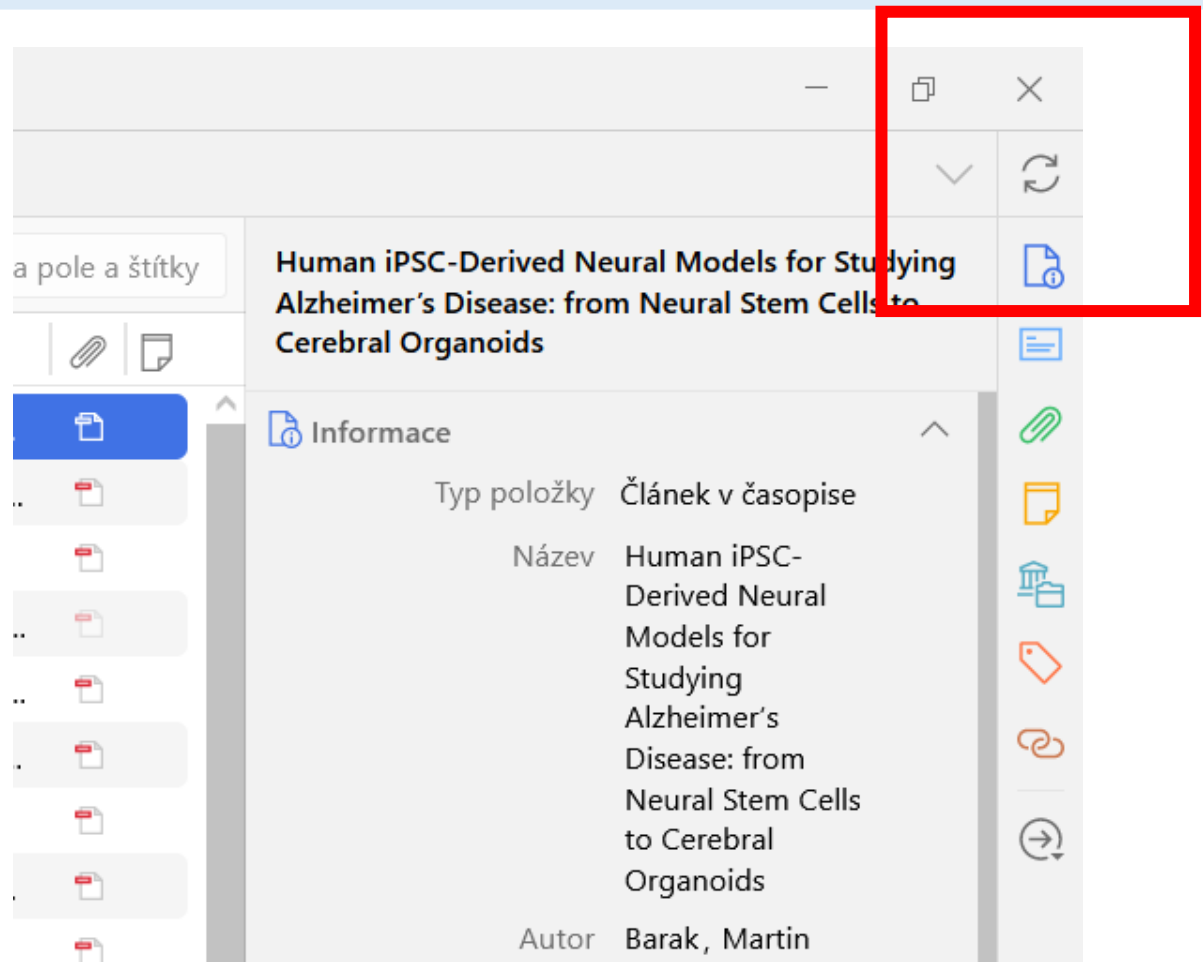 a pole a štítky
Human iPSC-Derived Neural Models for Studying
Alzheimer’s Disease: from Neural Stem Cells to
Cerebral Organoids
Informace
Typ položky Článek v časopise
Název Human iPSC-
Derived Neural
Models for
Studying
Alzheimer’s
Disease: from
Neural Stem Cells
to Cerebral
Organoids
Autor Barak, Martin